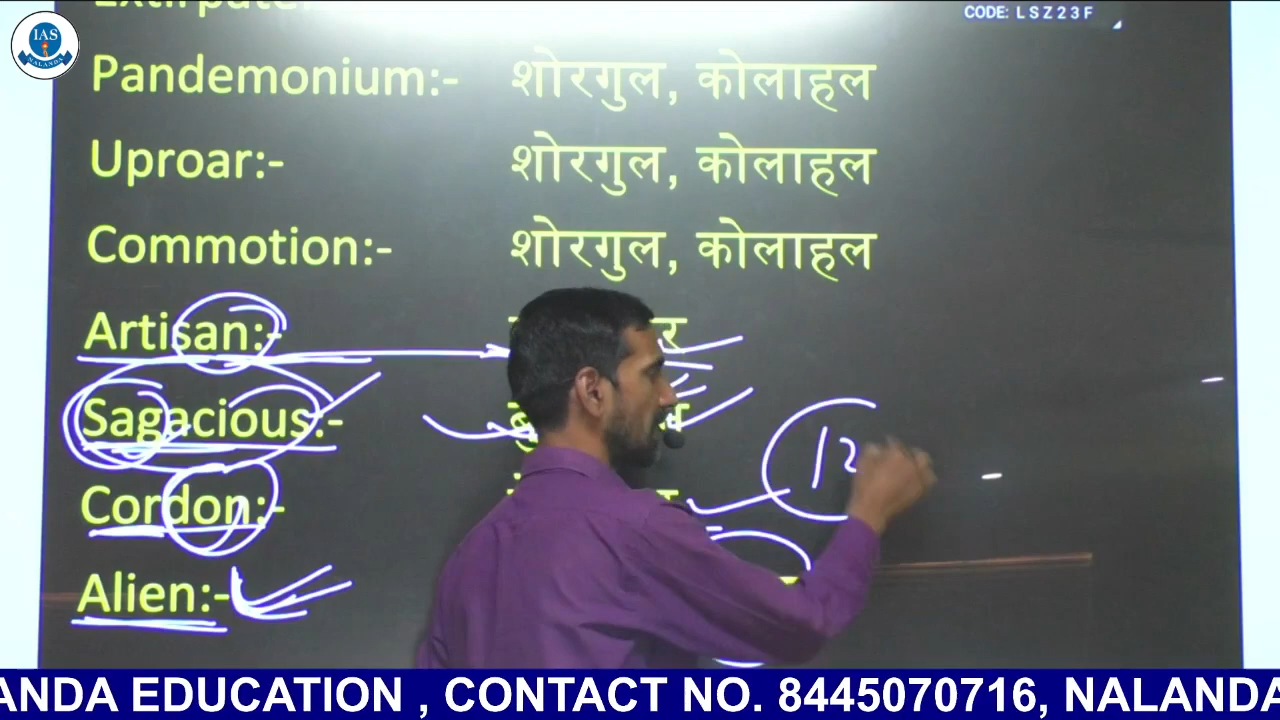 IAS
NALANDA
CODE: LSZ23F
Pandemonium:- शोरगुल, कोलाहल
Uproar:- शोरगुल, कोलाहल
Commotion:- शोरगुल, कोलाहल
Artisan:-
Sagacious:-
Cordon:-
Alien:-
12
ANDA EDUCATION , CONTACT NO. 8445070716, NALANDA